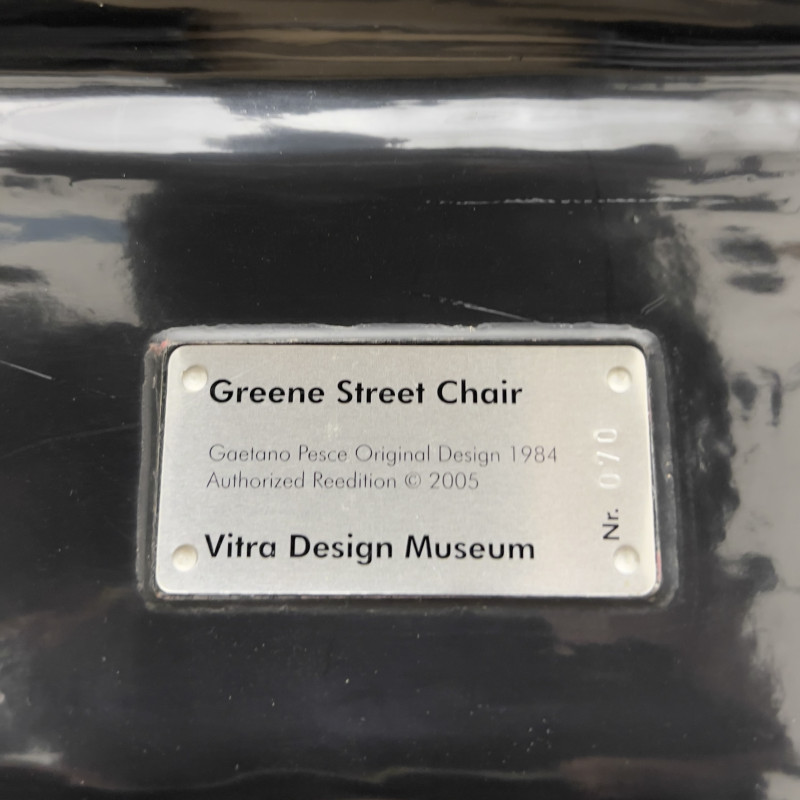 Greene Street Chair
Gaetano Pesce Original Design 1984
Authorized Reedition © 2005
Vitra Design Museum
Nr. 070